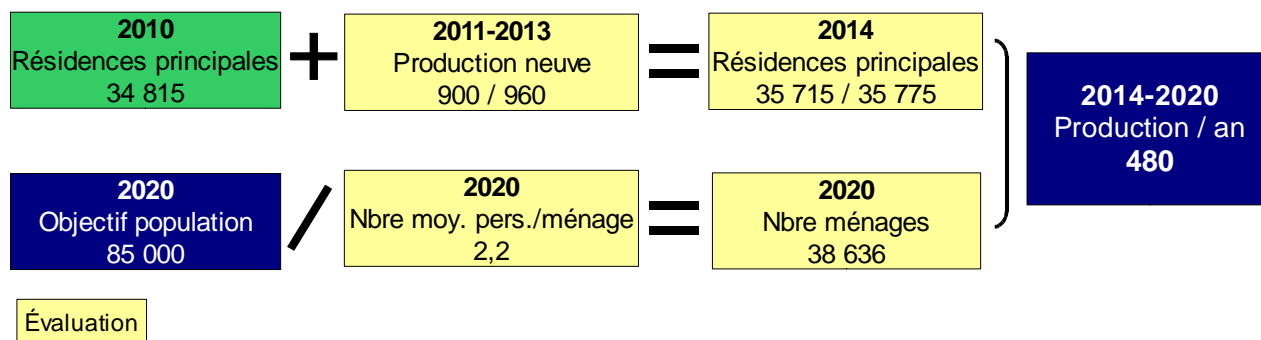 2010
Résidences principales
34 815
2011-2013
Production neuve
900 / 960
2014
Résidences principales
35 715 / 35 775
2014-2020
Production / an
480
2020
Objectif population
85 000
2020
Nbre moy. pers./ménage
2,2
2020
Nbre ménages
38 636
Évaluation